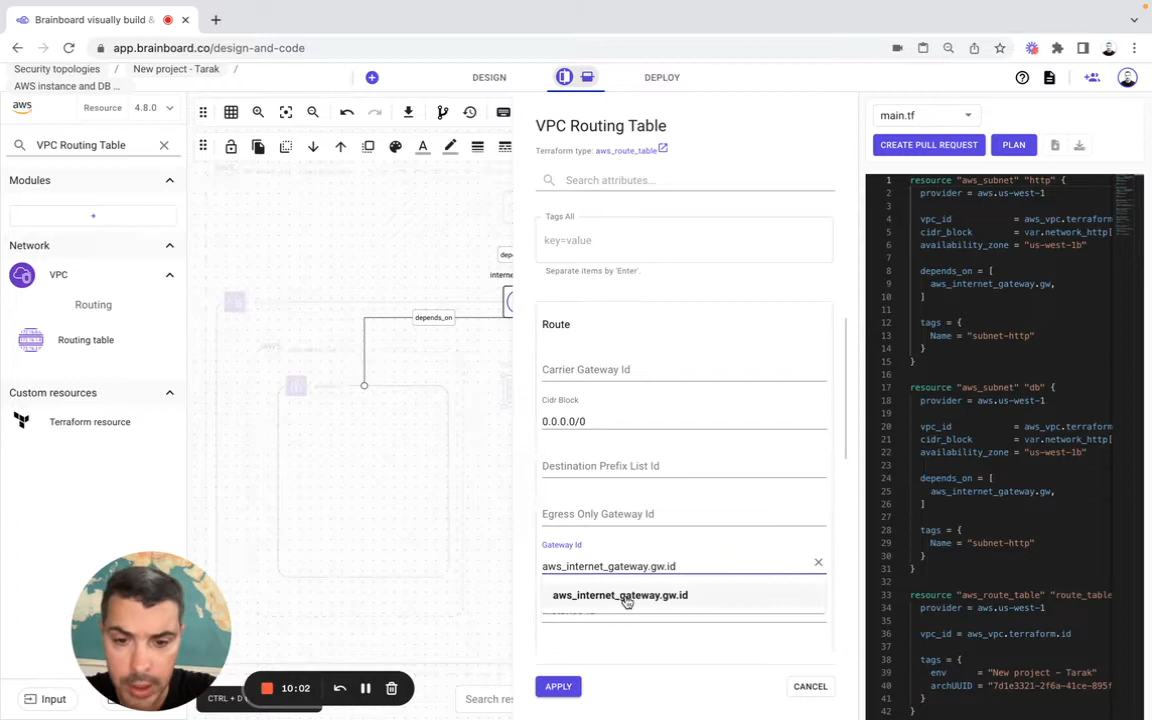 Brainboard visually build &
app.brainboard.co/design-and-code
Security topologies / New project - Tarak /
AWS instance and DB ...
DESIGN
DEPLOY
aws
Resource 4.8.0
VPC Routing Table
Modules
+
Network
VPC
Routing
Routing table
Custom resources
Terraform resource
Input
CTRL + D
Search res
depends_on
dep
internet
VPC Routing Table
Terraform type: aws_route_table
Search attributes...
Tags All
key=value
Separate items by 'Enter'.
Route
Carrier Gateway Id
Cidr Block
0.0.0.0/0
Destination Prefix List Id
Egress Only Gateway Id
Gateway Id
aws_internet_gateway.gw.id
aws_internet_gateway.gw.id
APPLY
CANCEL
10:02
main.tf
CREATE PULL REQUEST
PLAN
1 resource "aws_subnet" "http" {
2 provider = aws.us-west-1
3
4 vpc_id = aws_vpc.terraform
5 cidr_block = var.network_http[
6 availability_zone = "us-west-1b"
7
8 depends_on = [
9 aws_internet_gateway.gw,
10 ]
11
12 tags = {
13 Name = "subnet-http"
14 }
15 }
16
17 resource "aws_subnet" "db" {
18 provider = aws.us-west-1
19
20 vpc_id = aws_vpc.terraform
21 cidr_block = var.network_http[
22 availability_zone = "us-west-1b"
23
24 depends_on = [
25 aws_internet_gateway.gw,
26 ]
27
28 tags = {
29 Name = "subnet-http"
30 }
31 }
32
33 resource "aws_route_table" "route_table
34 provider = aws.us-west-1
35
36 vpc_id = aws_vpc.terraform.id
37
38 tags = {
39 env = "New project - Tarak"
40 archUUID = "7d1e3321-2f6a-41ce-895f
41 }
42